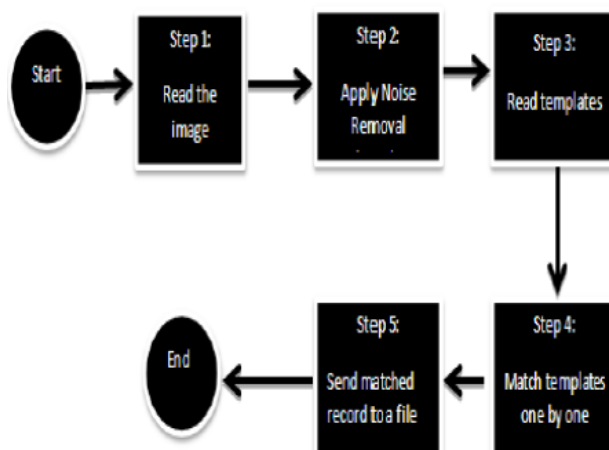 Start
Step 1:
Read the
image
Step 2:
Apply Noise
Removal
Step 3:
Read templates
Step 4:
Match templates
one by one
Step 5:
Send matched
record to a file
End